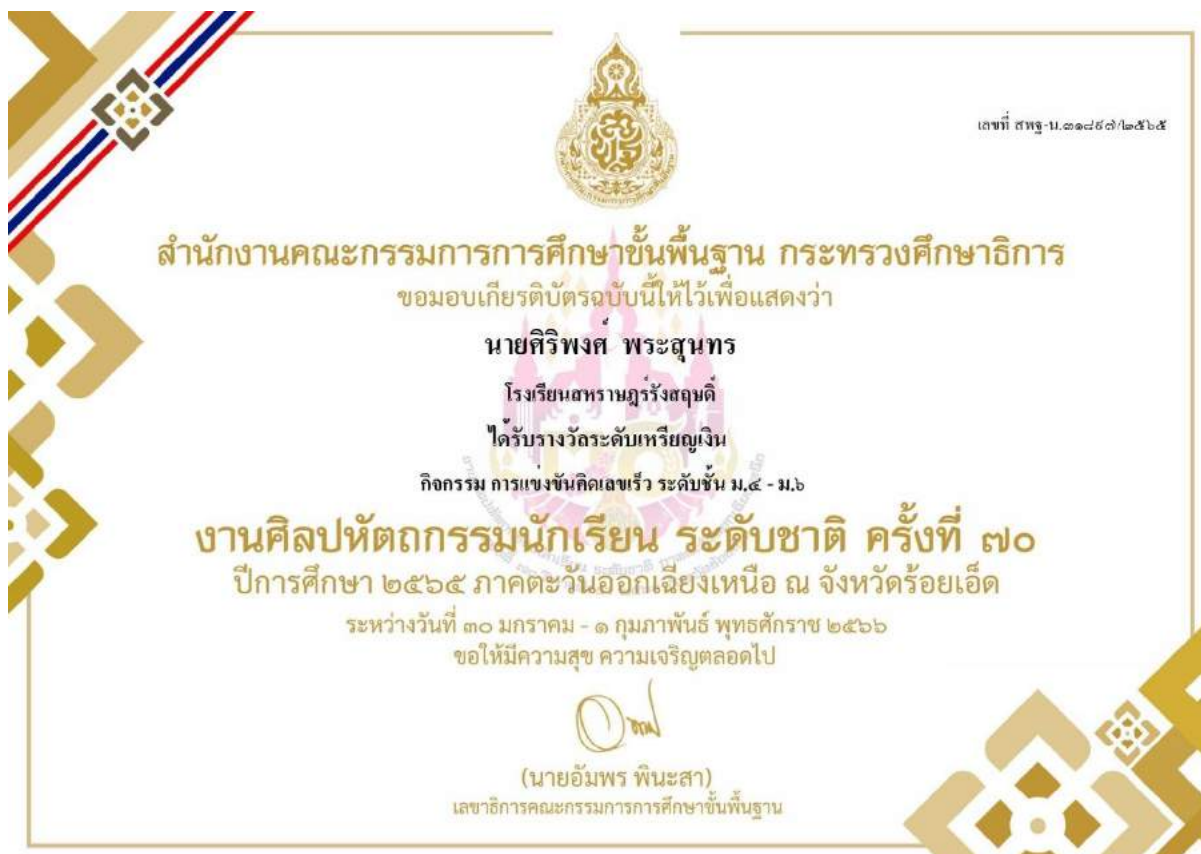 เลขที่ สพฐ-น.๓๑๘๙๗/๒๕๖๕
สำนักงานคณะกรรมการการศึกษาขั้นพื้นฐาน กระทรวงศึกษาธิการ
ขอมอบเกียรติบัตรฉบับนี้ให้ไว้เพื่อแสดงว่า
นายศิริพงศ์ พระสุนทร
โรงเรียนสหราษฎร์รังสฤษดิ์
ได้รับรางวัลระดับเหรียญเงิน
กิจกรรม การแข่งขันคิดเลขเร็ว ระดับชั้น ม.๔ - ม.๖
งานศิลปหัตถกรรมนักเรียน ระดับชาติ ครั้งที่ ๗๐
ปีการศึกษา ๒๕๖๕ ภาคตะวันออกเฉียงเหนือ ณ จังหวัดร้อยเอ็ด
ระหว่างวันที่ ๓๐ มกราคม - ๑ กุมภาพันธ์ พุทธศักราช ๒๕๖๖
ขอให้มีความสุข ความเจริญตลอดไป
(นายอัมพร พินะสา)
เลขาธิการคณะกรรมการการศึกษาขั้นพื้นฐาน